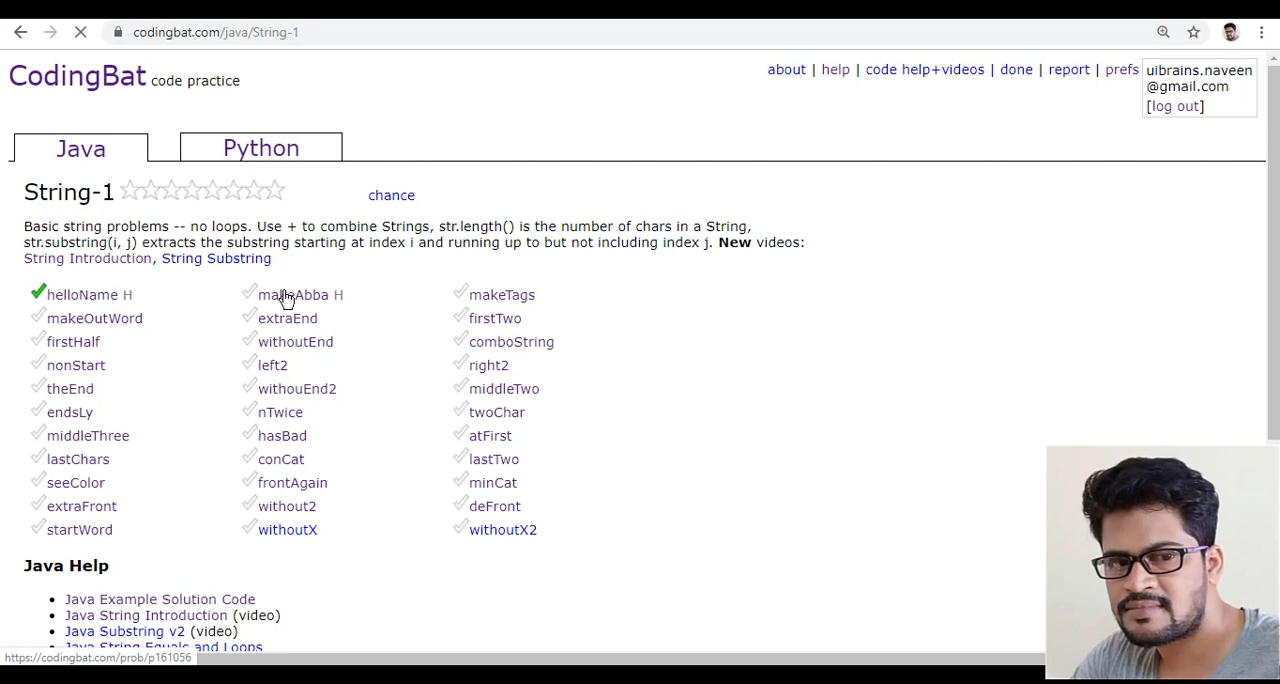 codingbat.com/java/String-1
CodingBat code practice
about | help | code help+videos | done | report | prefs
uibrains.naveen
@gmail.com
[log out]
Java
Python
String-1
chance
Basic string problems -- no loops. Use + to combine Strings, str.length() is the number of chars in a String,
str.substring(i, j) extracts the substring starting at index i and running up to but not including index j. New videos:
String Introduction, String Substring
helloName H makeAbba H makeTags
makeOutWord extraEnd firstTwo
firstHalf withoutEnd comboString
nonStart left2 right2
theEnd withouEnd2 middleTwo
endsLy nTwice twoChar
middleThree hasBad atFirst
lastChars conCat lastTwo
seeColor frontAgain minCat
extraFront without2 deFront
startWord withoutX withoutX2
Java Help
Java Example Solution Code
Java String Introduction (video)
Java Substring v2 (video)
Java String Equals and Loops
https://codingbat.com/prob/p161056